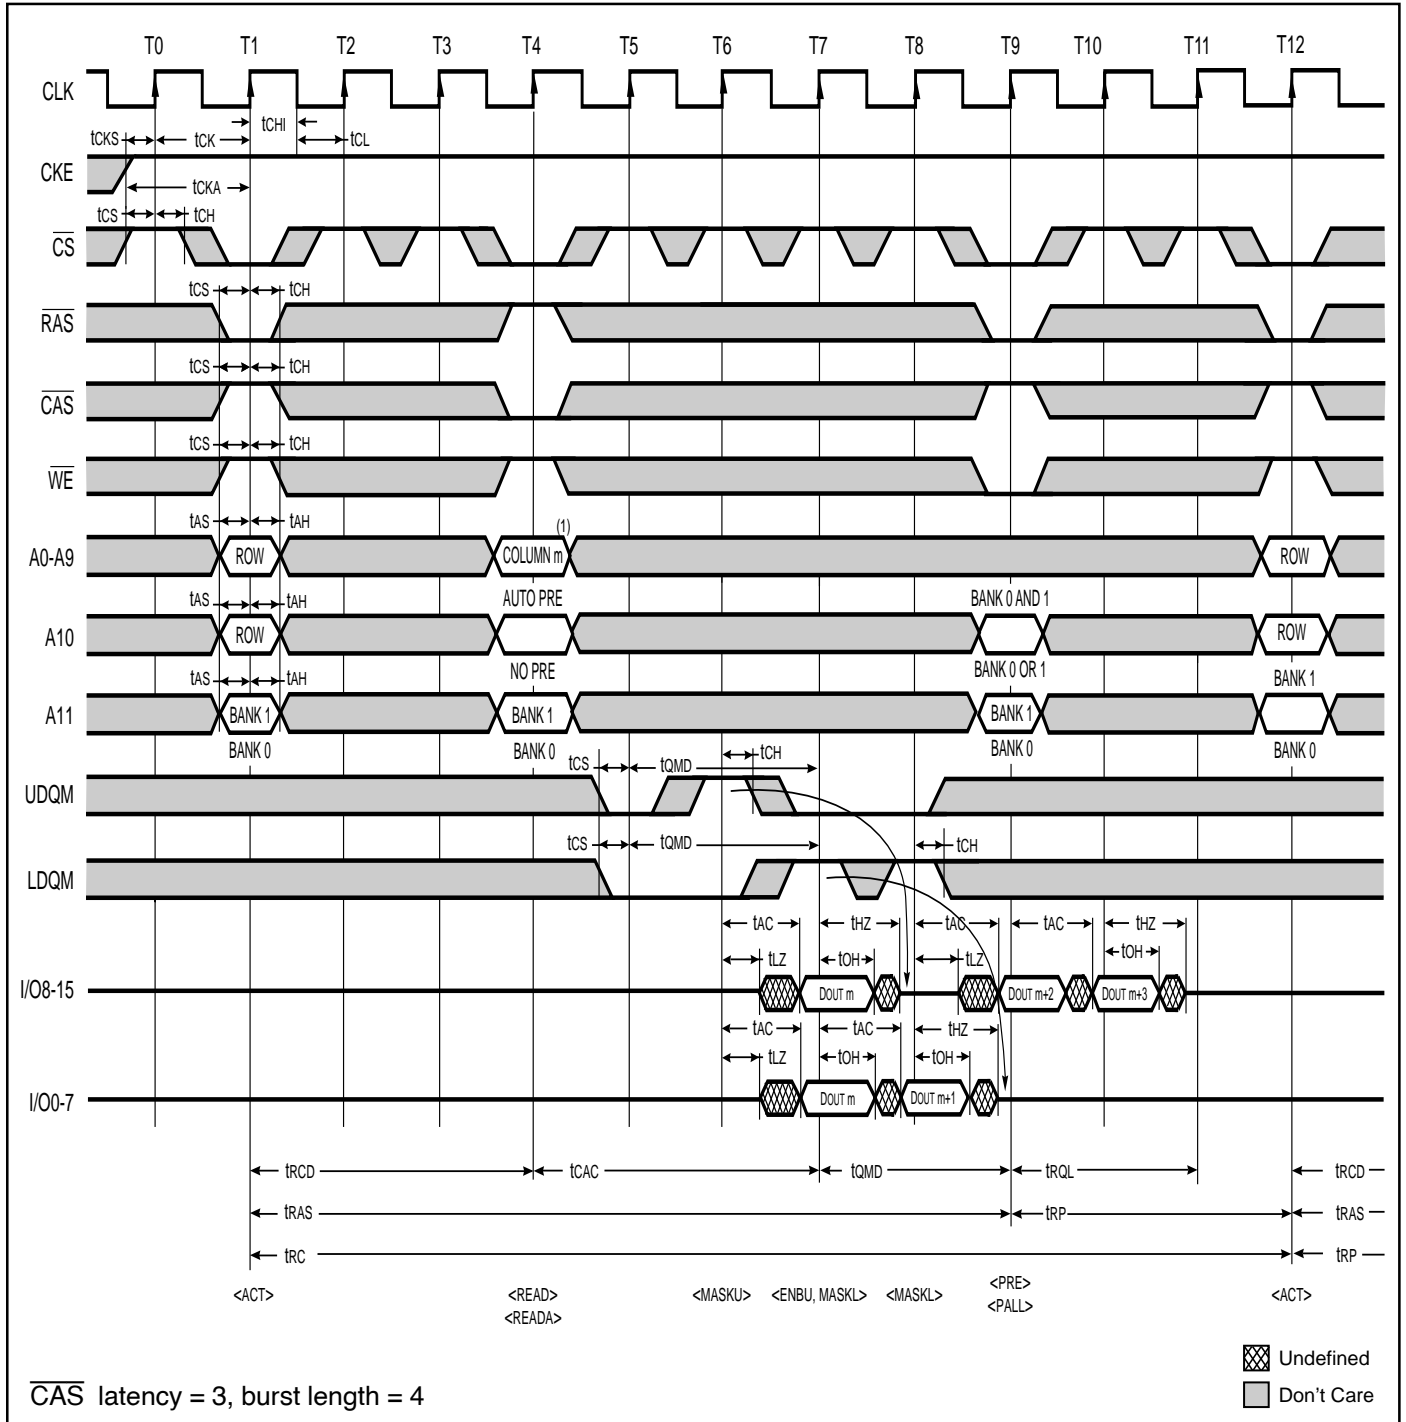 T0 T1 T2 T3 T4 T5 T6 T7 T8 T9 T10 T11 T12
CLK
tCHI
tCKS tCK tCL
CKE
tCKA
tCS tCH
CS
tCS tCH
RAS
tCS tCH
CAS
tCS tCH
WE
tAS tAH (1)
A0-A9 ROW COLUMN m ROW
tAS tAH AUTO PRE BANK 0 AND 1
A10 ROW ROW
tAS tAH NO PRE BANK 0 OR 1 BANK 1
A11 BANK 1 BANK 1 BANK 1
BANK 0 BANK 0 BANK 0 BANK 0
tCS tQMD tCH
UDQM
tCS tQMD tCH
LDQM
tAC tHZ tAC tAC tHZ
tLZ tOH tLZ tOH
I/O8-15 DOUT m DOUT m+2 DOUT m+3
tAC tAC tHZ
tLZ tOH tOH
I/O0-7 DOUT m DOUT m+1
tRCD tCAC tQMD tRQL tRCD
tRAS tRP tRAS
tRC tRP
<ACT> <READ> <MASKU> <ENBU, MASKL> <MASKL> <PRE> <ACT>
<READA> <PALL>
Undefined
CAS latency = 3, burst length = 4 Don't Care